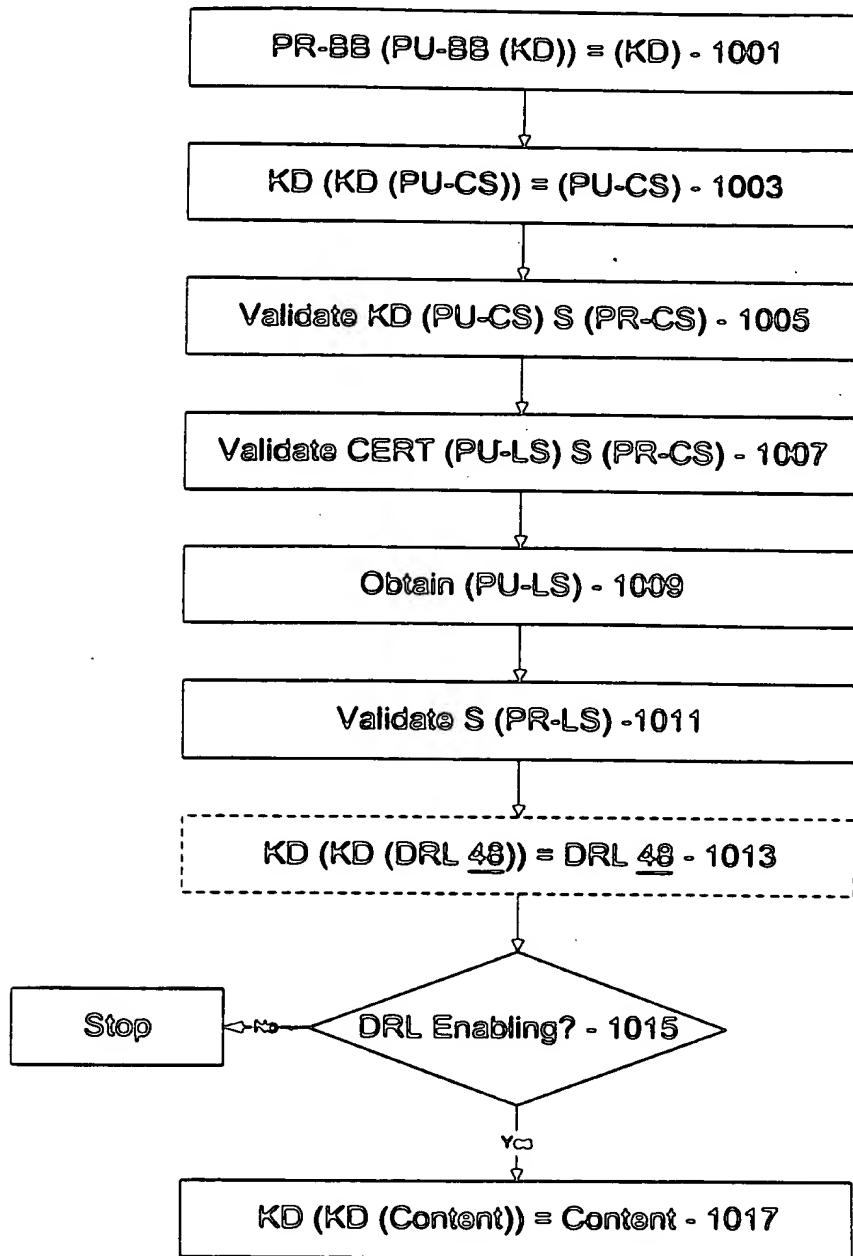 PR-BB (PU-BB (KD)) = (KD) - 1001
KD (KD (PU-CS)) = (PU-CS) - 1003
Validate KD (PU-CS) S (PR-CS) - 1005
Validate CERT (PU-LS) S (PR-CS) - 1007
Obtain (PU-LS) - 1009
Validate S (PR-LS) -1011
KD (KD (DRL 48)) = DRL 48 - 1013
DRL Enabling? - 1015
No
Stop
Yes
KD (KD (Content)) = Content - 1017